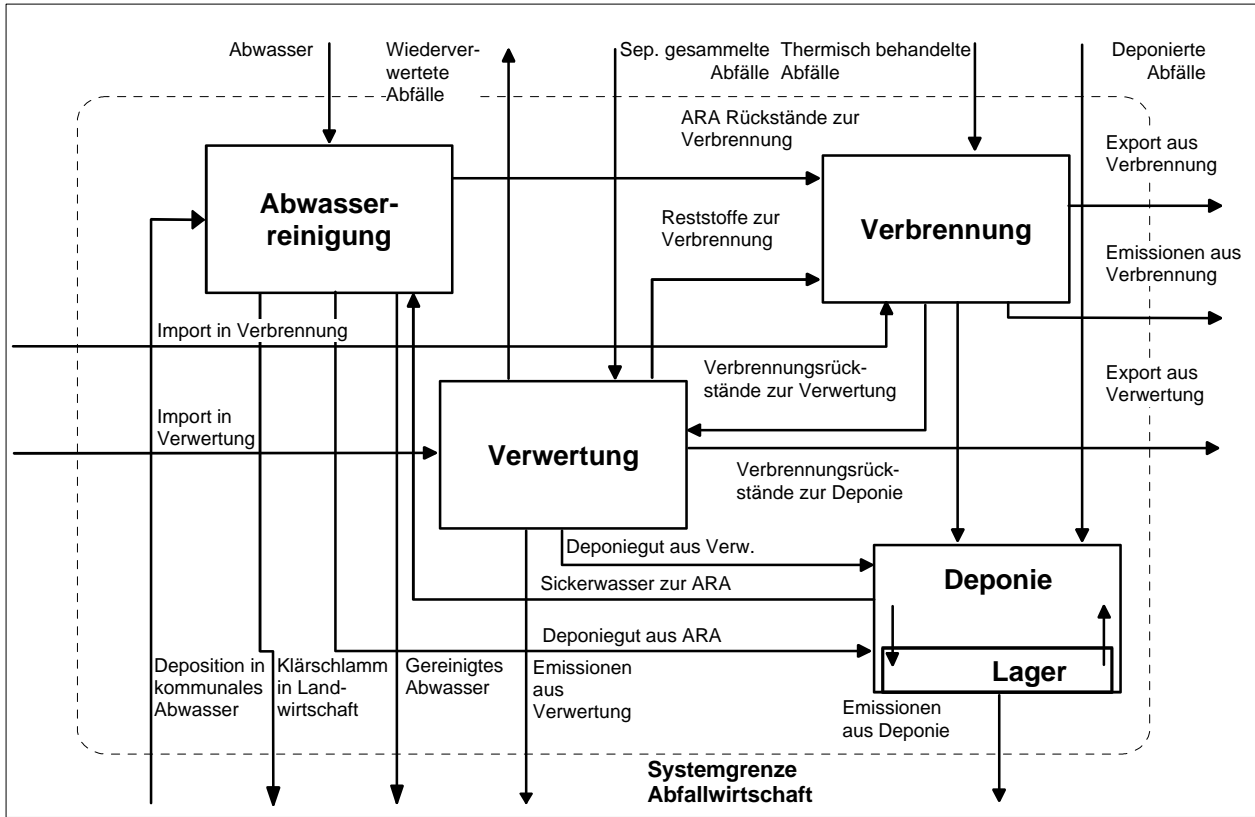 Abwasser
Wiederver-
wertete
Abfälle
Sep. gesammelte
Abfälle
Thermisch behandelte
Abfälle
Deponierte
Abfälle
ARA Rückstände zur
Verbrennung
Export aus
Verbrennung
Abwasser-
reinigung
Verbrennung
Reststoffe zur
Verbrennung
Emissionen aus
Verbrennung
Import in Verbrennung
Verbrennungsrück-
stände zur Verwertung
Export aus
Verwertung
Import in
Verwertung
Verwertung
Verbrennungsrück-
stände zur Deponie
Deponiegut aus Verw.
Deponie
Sickerwasser zur ARA
Deponiegut aus ARA
Lager
Deposition in
kommunales
Abwasser
Klärschlamm
in Land-
wirtschaft
Gereinigtes
Abwasser
Emissionen
aus
Verwertung
Emissionen
aus Deponie
Systemgrenze
Abfallwirtschaft